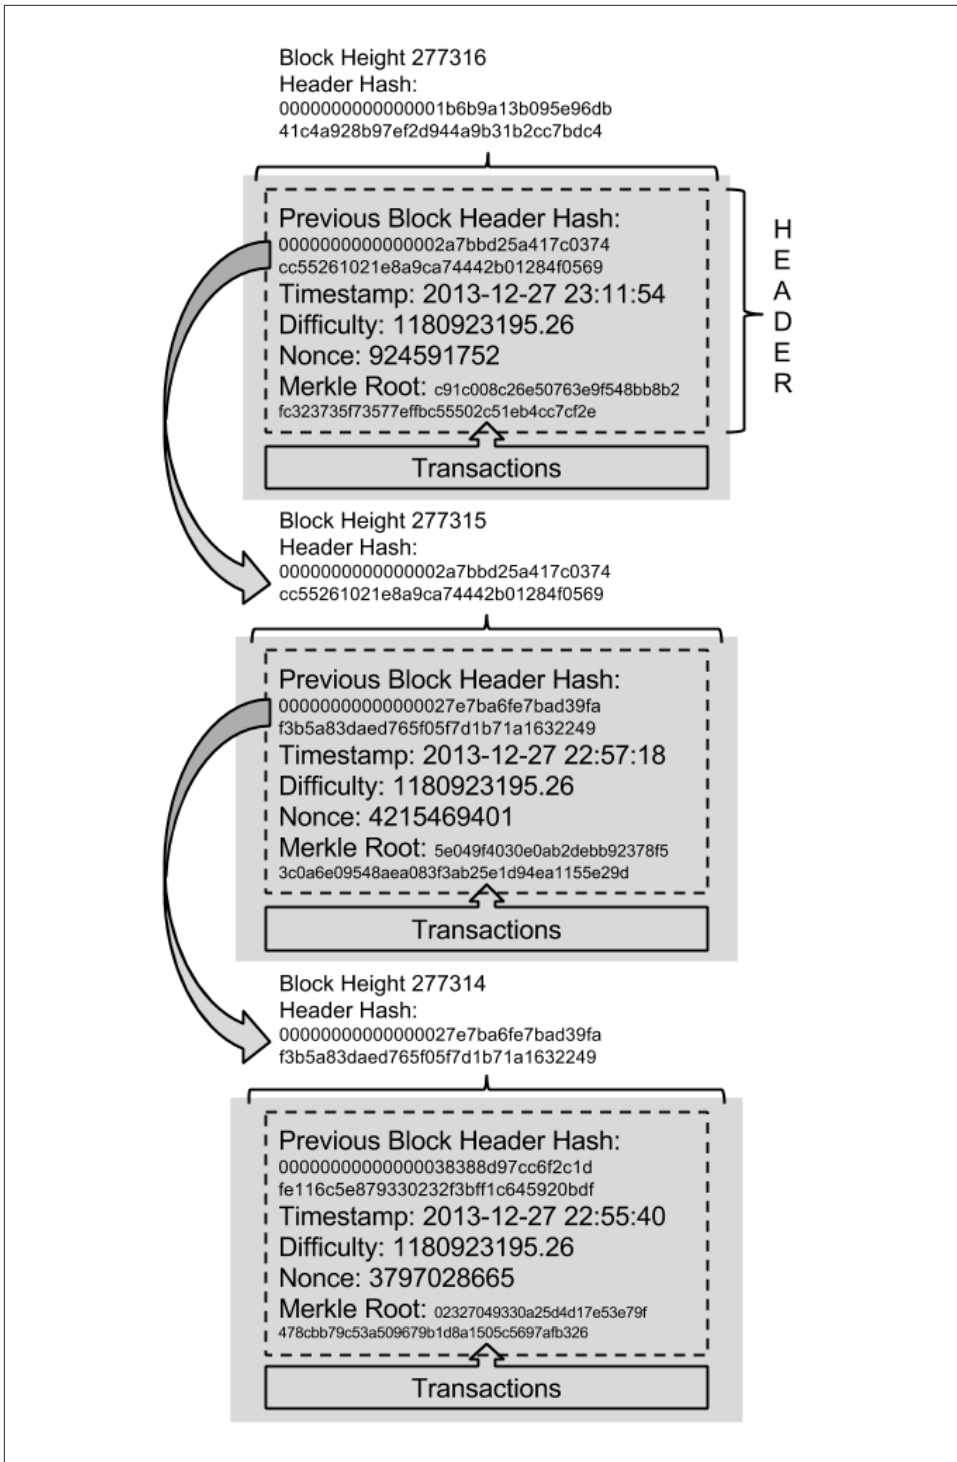 Block Height 277316
Header Hash:
0000000000000001b6b9a13b095e96db
41c4a928b97ef2d944a9b31b2cc7bdc4
Previous Block Header Hash:
0000000000000002a7bbd25a417c0374
cc55261021e8a9ca74442b01284f0569
Timestamp: 2013-12-27 23:11:54
Difficulty: 1180923195.26
Nonce: 924591752
Merkle Root: c91c008c26e50763e9f548bb8b2
fc323735f73577effbc55502c51eb4cc7cf2e
Transactions
HEADER
Block Height 277315
Header Hash:
0000000000000002a7bbd25a417c0374
cc55261021e8a9ca74442b01284f0569
Previous Block Header Hash:
00000000000000027e7ba6fe7bad39fa
f3b5a83daed765f05f7d1b71a1632249
Timestamp: 2013-12-27 22:57:18
Difficulty: 1180923195.26
Nonce: 4215469401
Merkle Root: 5e049f4030e0ab2debb92378f5
3c0a6e09548aea083f3ab25e1d94ea1155e29d
Transactions
Block Height 277314
Header Hash:
00000000000000027e7ba6fe7bad39fa
f3b5a83daed765f05f7d1b71a1632249
Previous Block Header Hash:
00000000000000038388d97cc6f2c1d
fe116c5e879330232f3bff1c645920bdf
Timestamp: 2013-12-27 22:55:40
Difficulty: 1180923195.26
Nonce: 3797028665
Merkle Root: 02327049330a25d4d17e53e79f
478cbb79c53a509679b1d8a1505c5697afb326
Transactions